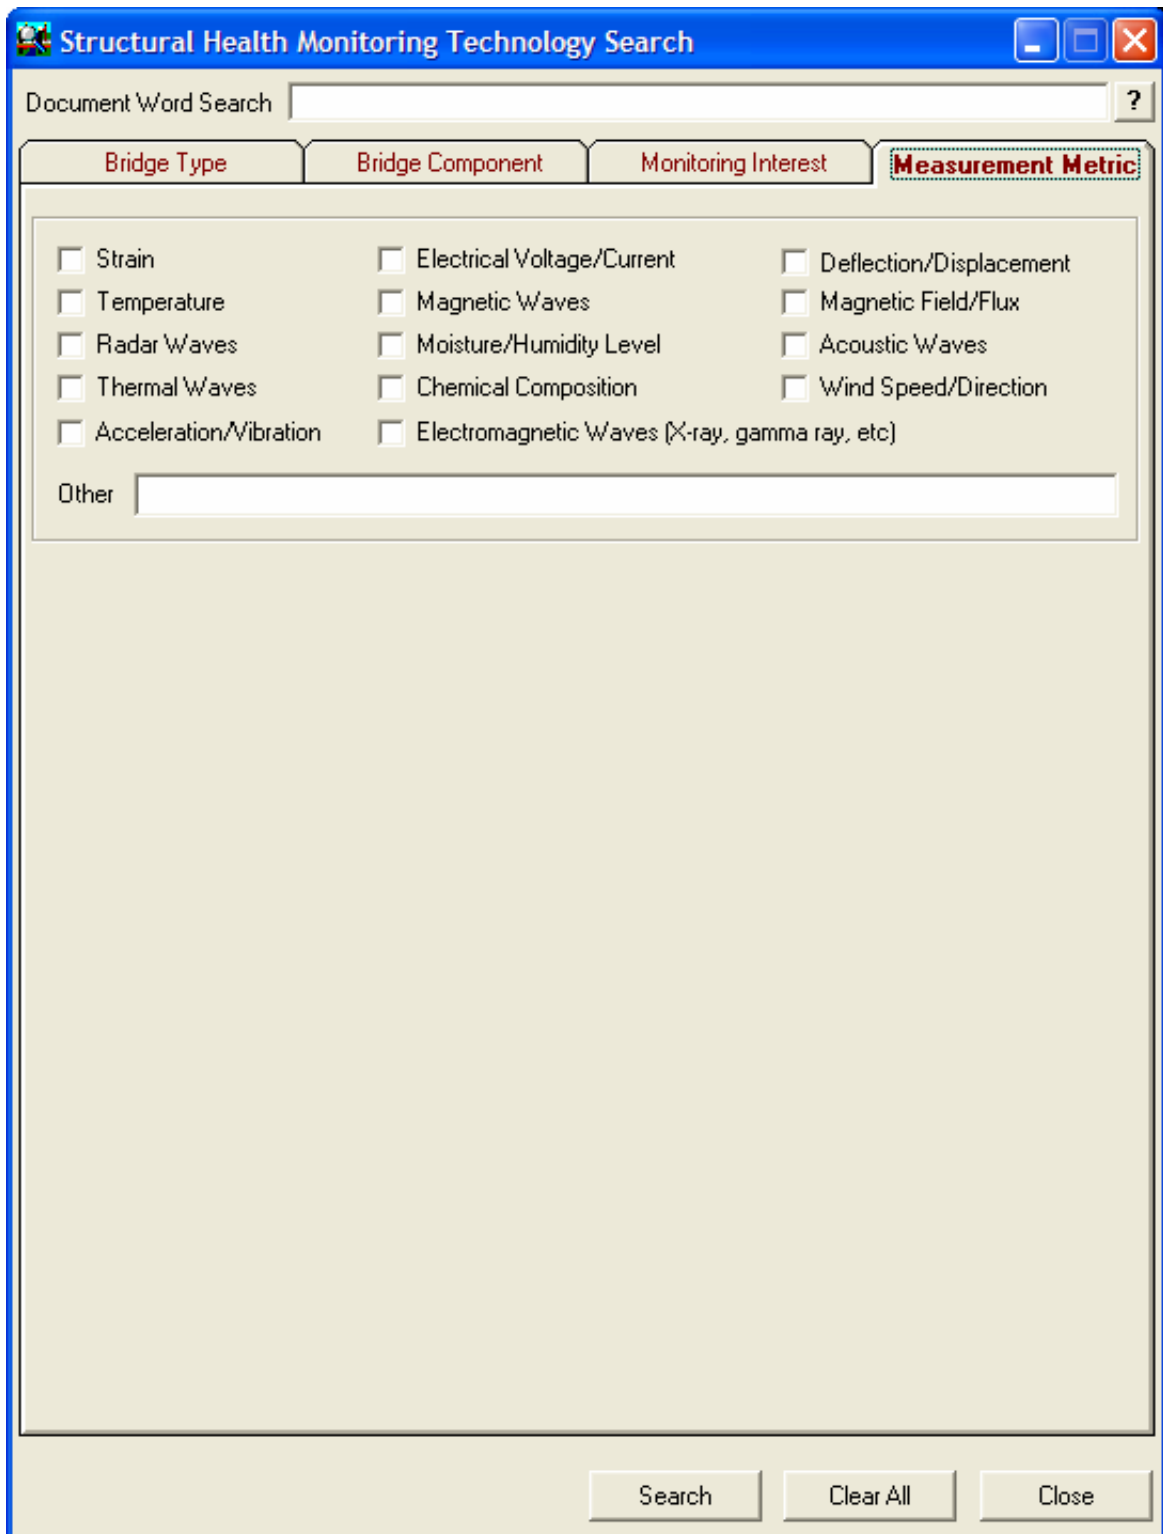 Structural Health Monitoring Technology Search
Document Word Search ?
Bridge Type Bridge Component Monitoring Interest Measurement Metric
Strain Electrical Voltage/Current Deflection/Displacement
Temperature Magnetic Waves Magnetic Field/Flux
Radar Waves Moisture/Humidity Level Acoustic Waves
Thermal Waves Chemical Composition Wind Speed/Direction
Acceleration/Vibration Electromagnetic Waves (X-ray, gamma ray, etc)
Other
Search Clear All Close